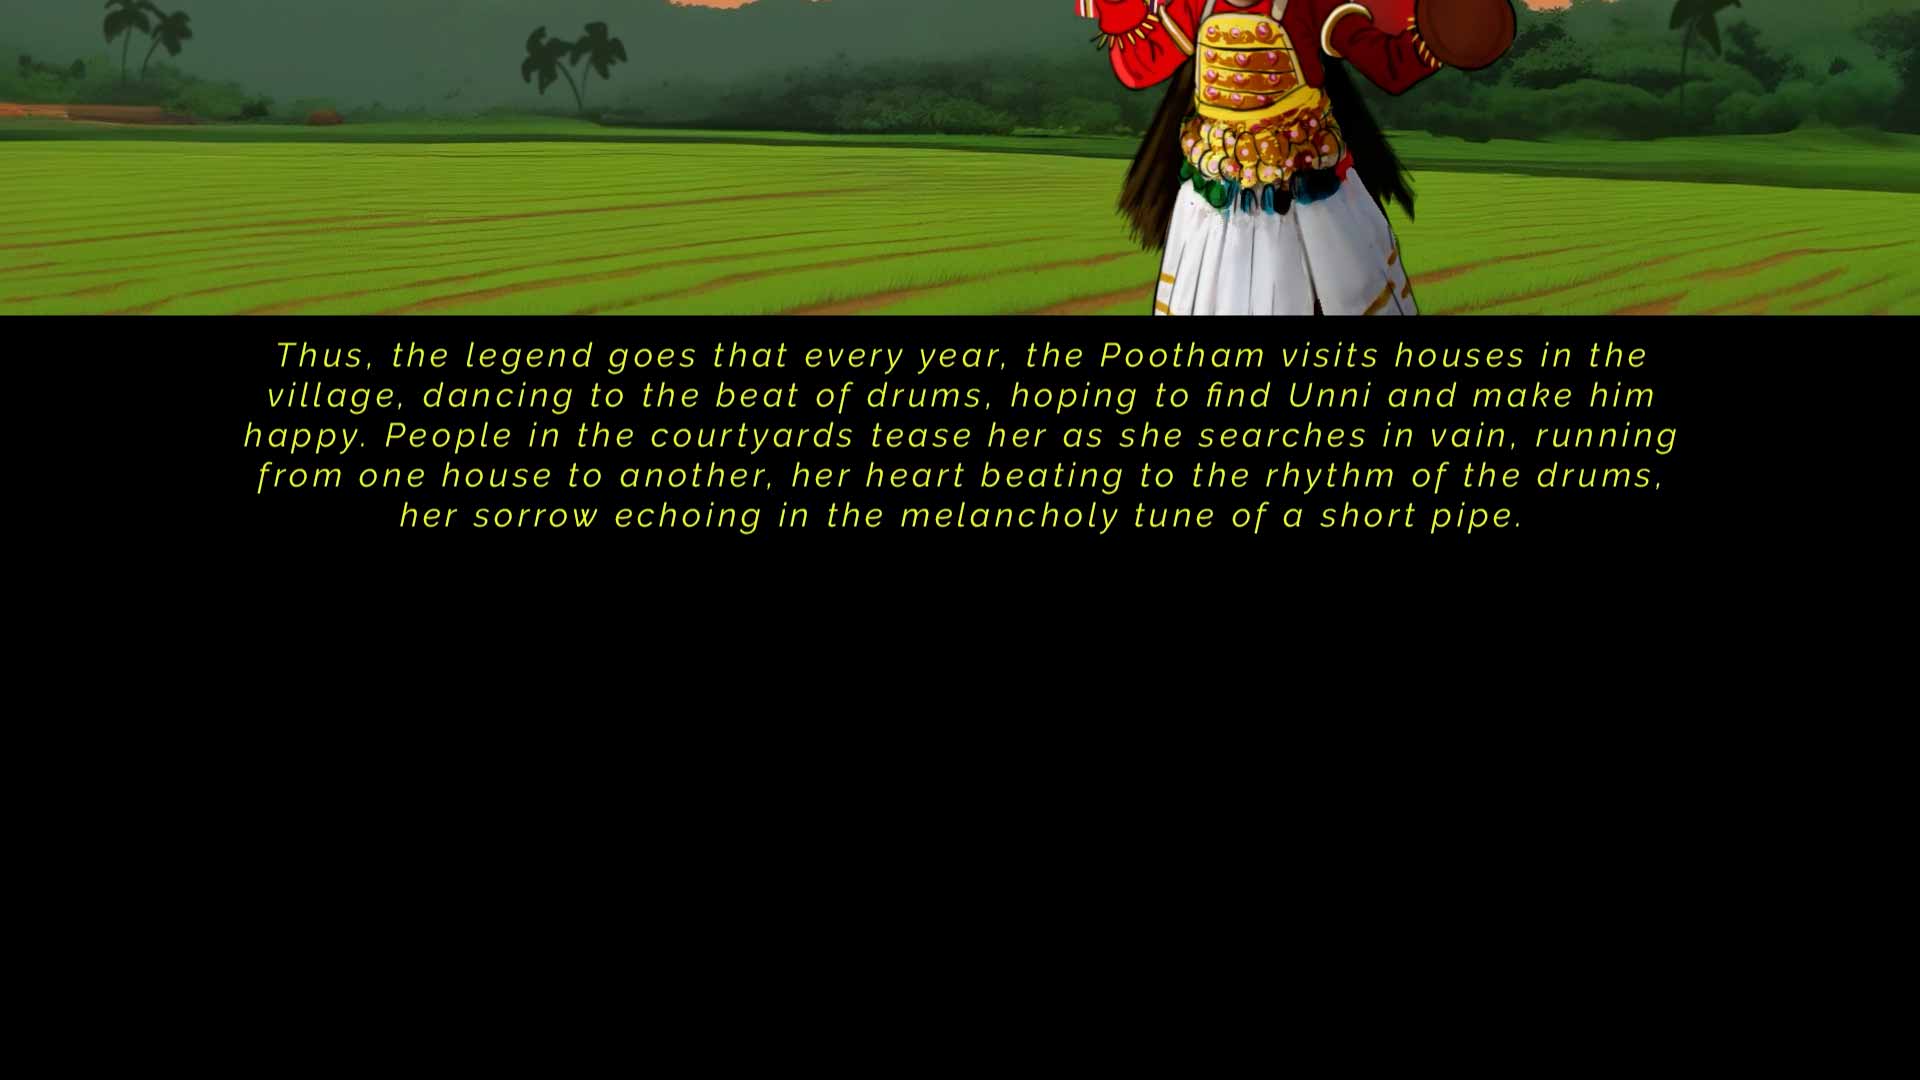 Thus, the legend goes that every year, the Pootham visits houses in the
village, dancing to the beat of drums, hoping to find Unni and make him
happy. People in the courtyards tease her as she searches in vain, running
from one house to another, her heart beating to the rhythm of the drums,
her sorrow echoing in the melancholy tune of a short pipe.